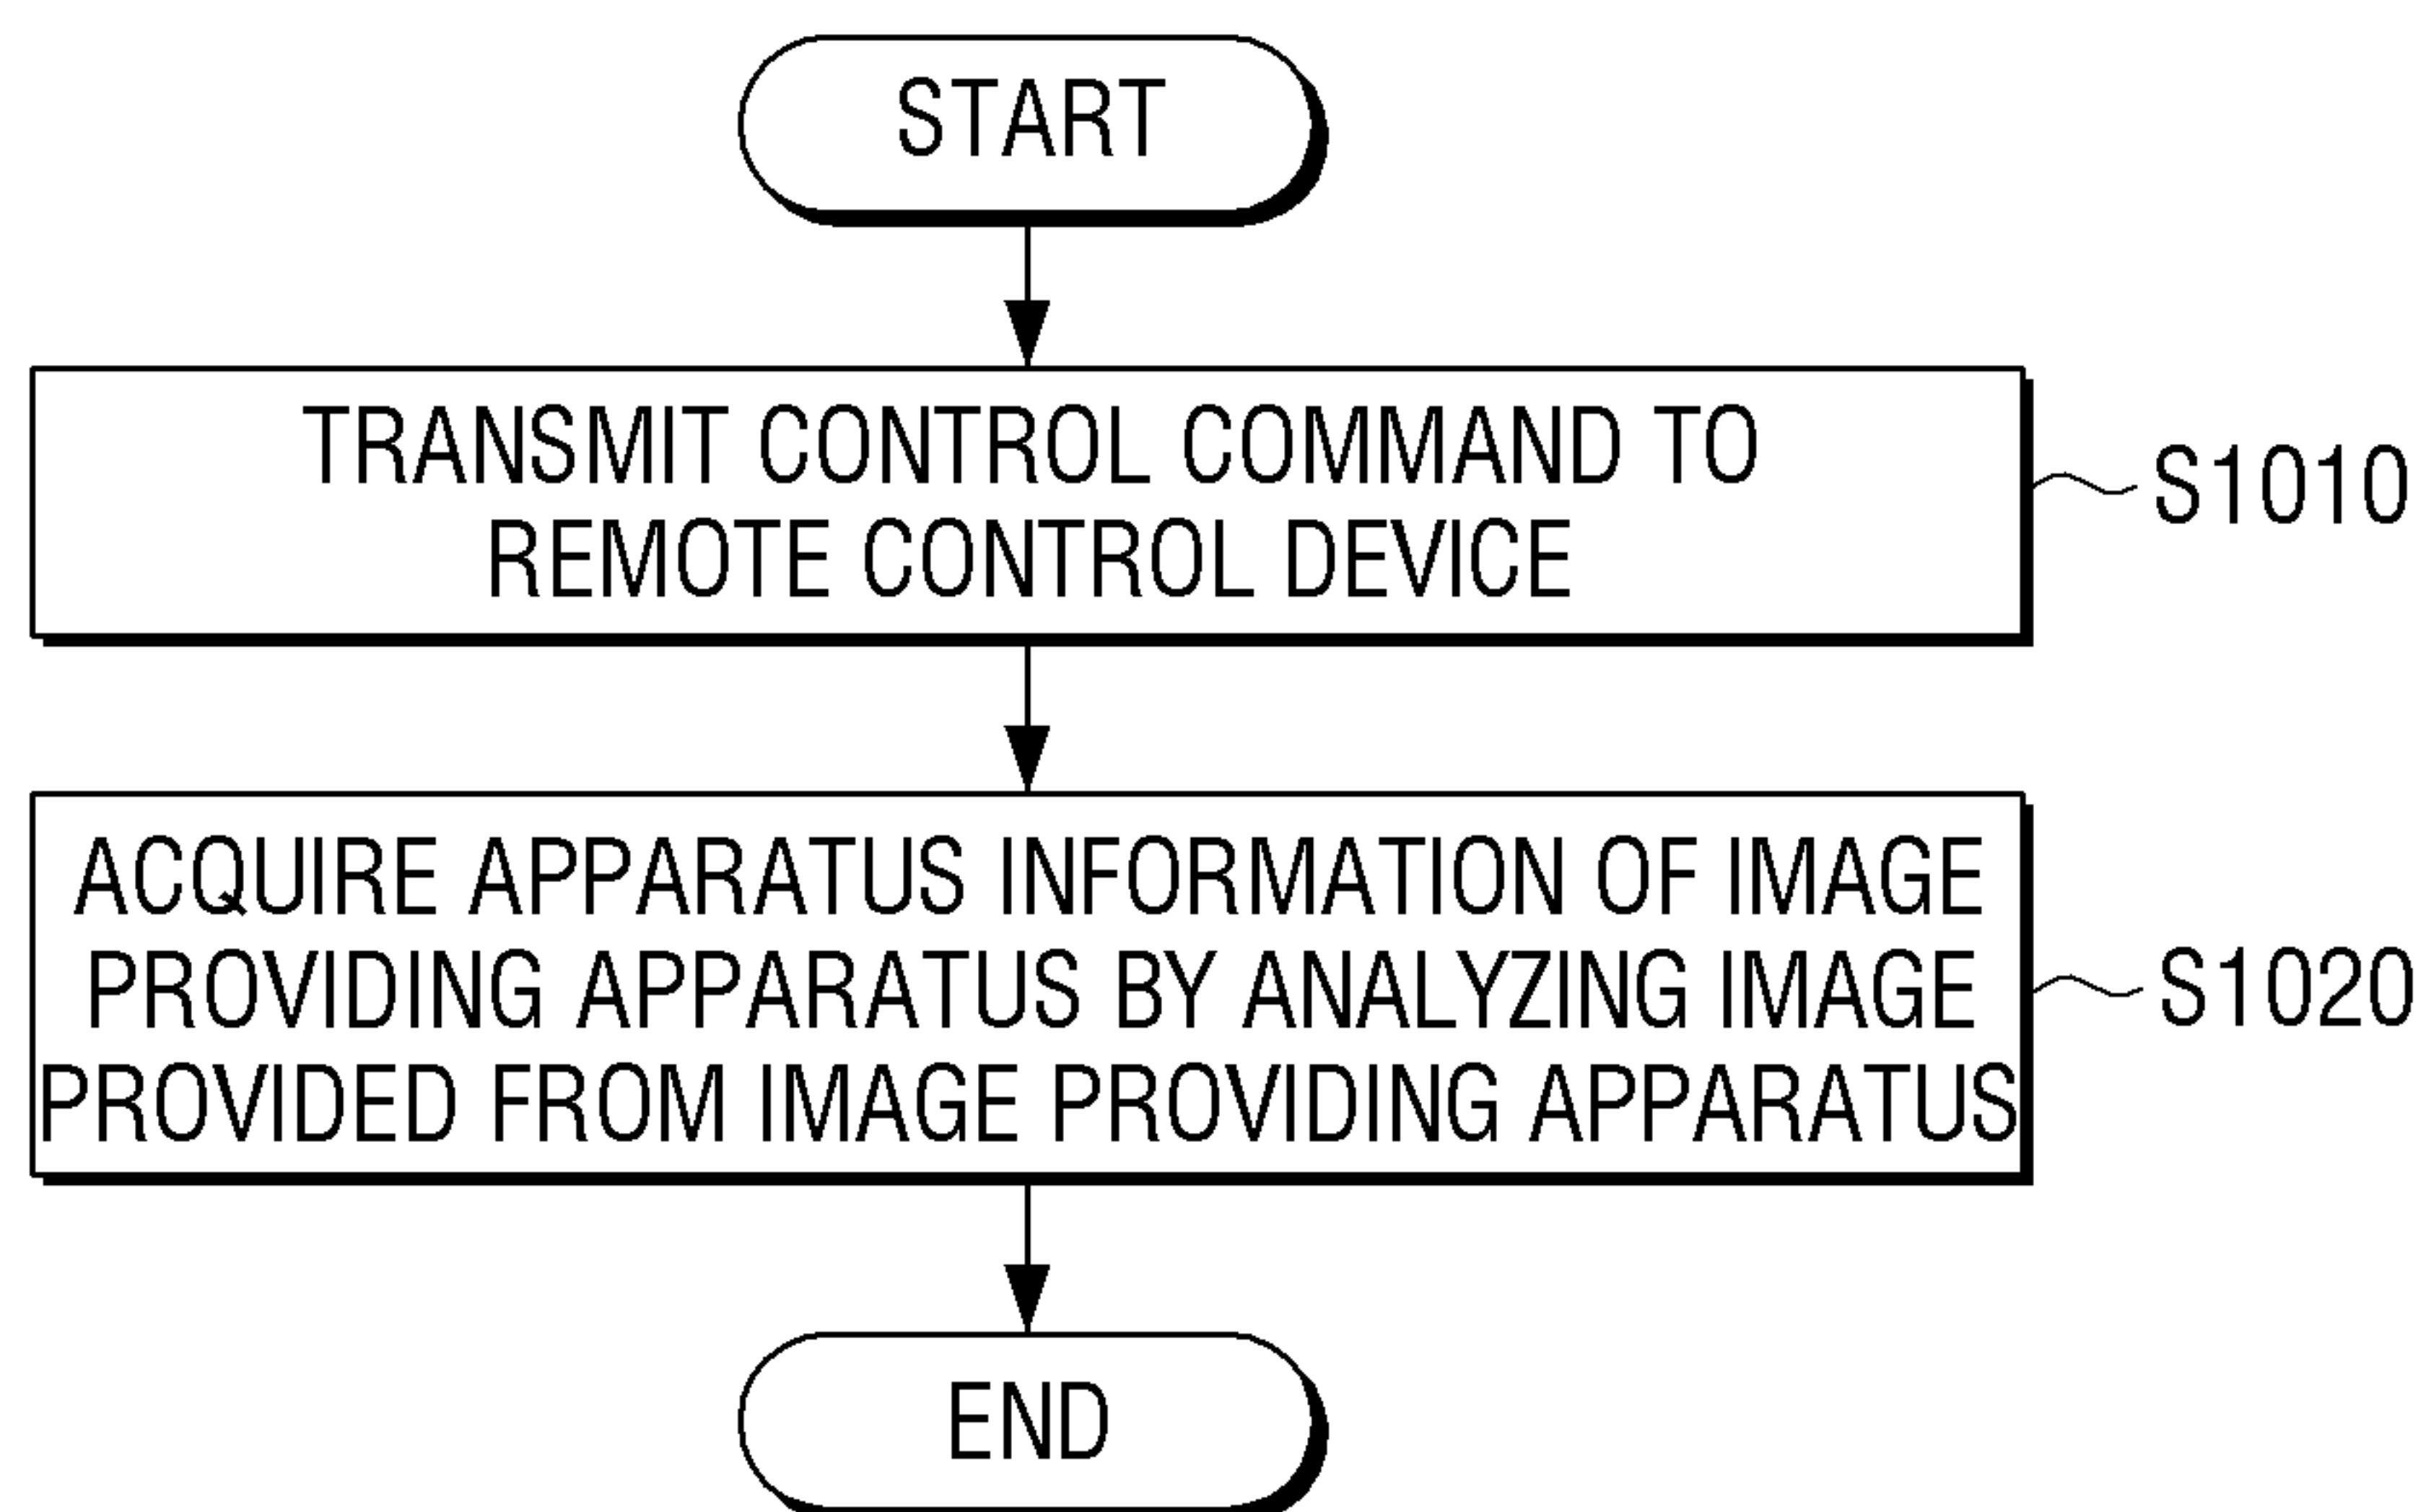 START
TRANSMIT CONTROL COMMAND TO
REMOTE CONTROL DEVICE
S1010
ACQUIRE APPARATUS INFORMATION OF IMAGE
PROVIDING APPARATUS BY ANALYZING IMAGE
PROVIDED FROM IMAGE PROVIDING APPARATUS
S1020
END